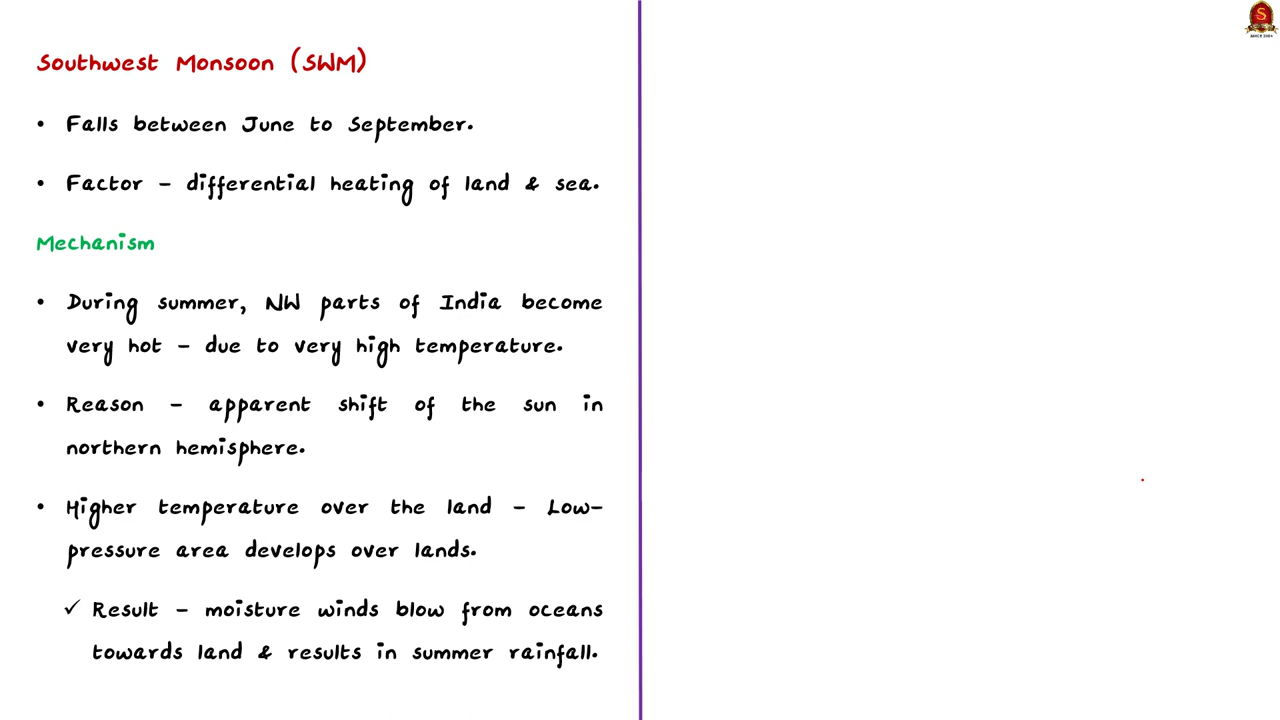 Southwest Monsoon (SWM)
• Falls between June to September.
• Factor – differential heating of land & sea.
Mechanism
• During summer, NW parts of India become
very hot – due to very high temperature.
• Reason – apparent shift of the sun in
northern hemisphere.
• Higher temperature over the land – Low-
pressure area develops over lands.
✓ Result – moisture winds blow from oceans
towards land & results in summer rainfall.
S
SINCE 2004